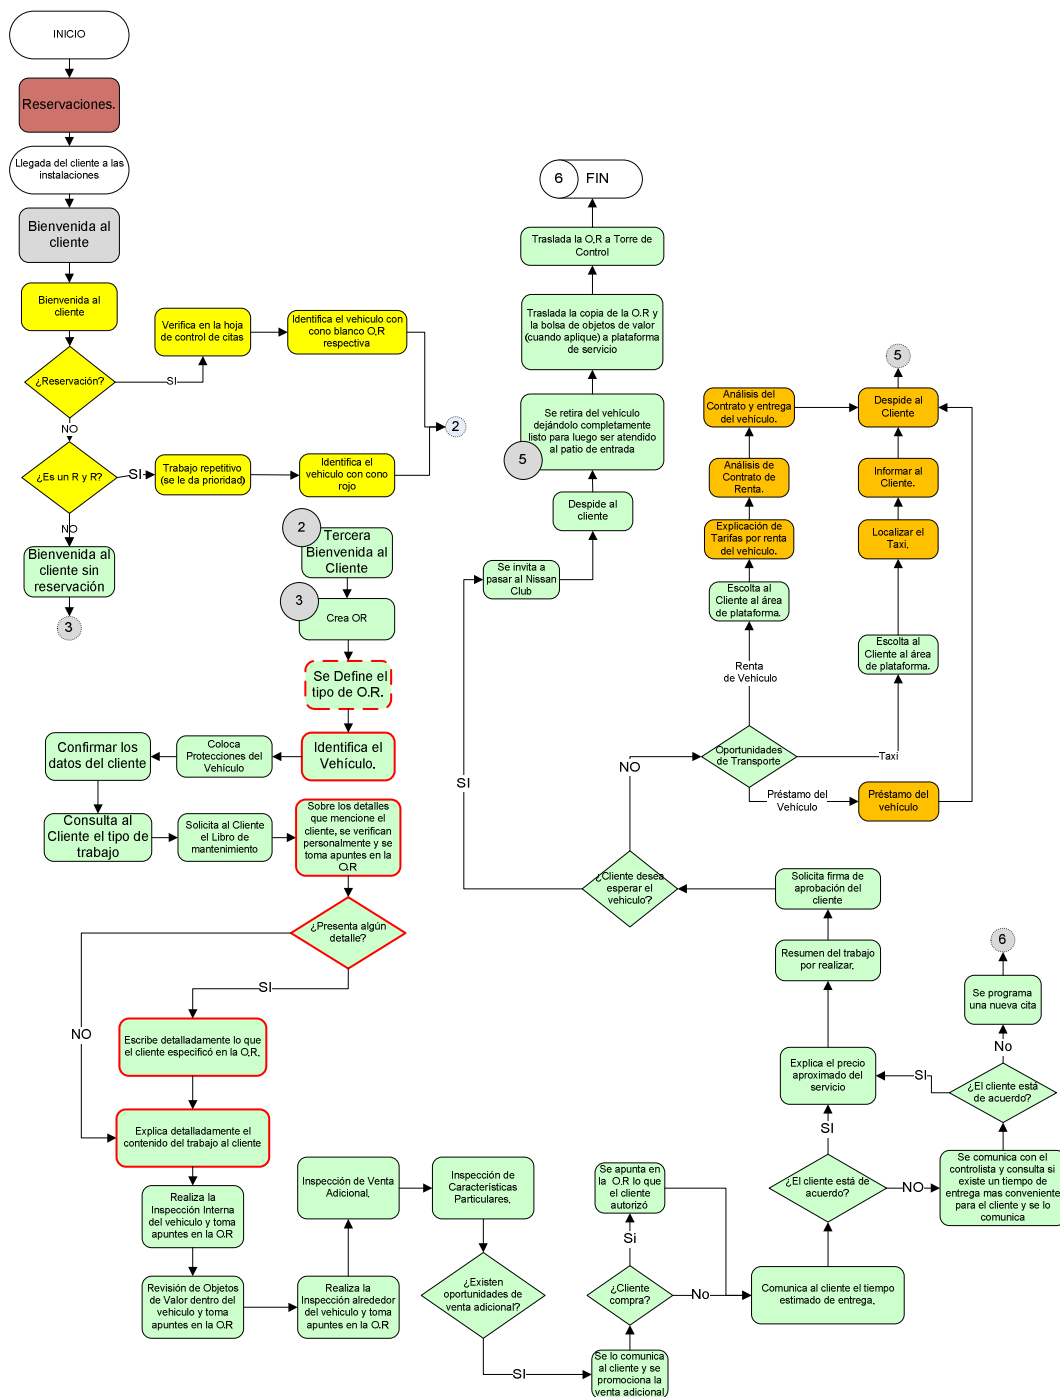 INICIO
Reservaciones.
Llegada del cliente a las
instalaciones
Bienvenida al
cliente
Bienvenida al
cliente
¿Reservación?
SI
Verifica en la hoja
de control de citas
Identifica el vehiculo con
cono blanco O.R
respectiva
2
NO
¿Es un R y R?
SI
Trabajo repetitivo
(se le da prioridad)
Identifica el
vehiculo con cono
rojo
NO
Bienvenida al
cliente sin
reservación
3
2
Tercera
Bienvenida al
Cliente
3
Crea OR
Se Define el
tipo de O.R.
Identifica el
Vehículo.
Coloca
Protecciones del
Vehículo
Confirmar los
datos del cliente
Consulta al
Cliente el tipo de
trabajo
Solicita al Cliente
el Libro de
mantenimiento
Sobre los detalles
que mencione el
cliente, se verifican
personalmente y se
toma apuntes en la
O.R
¿Presenta algún
detalle?
SI
NO
Escribe detalladamente lo que
el cliente especificó en la O.R.
Explica detalladamente el
contenido del trabajo al cliente
Realiza la
Inspección Interna
del vehiculo y toma
apuntes en la O.R
Revisión de Objetos
de Valor dentro del
vehiculo y toma
apuntes en la O.R
Realiza la
Inspección alrededor
del vehiculo y toma
apuntes en la O.R
Inspección de Venta
Adicional.
Inspección de
Características
Particulares.
¿Existen
oportunidades de
venta adicional?
SI
Se lo comunica
al cliente y se
promociona la
venta adicional
¿Cliente
compra?
Si
No
Se apunta en
la O.R lo que
el cliente
autorizó
Comunica al cliente el tiempo
estimado de entrega.
¿El cliente está de
acuerdo?
NO
SI
Se comunica con el
controlista y consulta si
existe un tiempo de
entrega mas conveniente
para el cliente y se lo
comunica
¿El cliente está
de acuerdo?
SI
No
Se programa
una nueva cita
6
Explica el precio
aproximado del
servicio
Resumen del trabajo
por realizar.
Solicita firma de
aprobación del
cliente
¿Cliente desea
esperar el
vehiculo?
SI
NO
Oportunidades
de Transporte
Renta
de Vehículo
Taxi
Préstamo del
Vehículo
Préstamo del
vehículo
Escolta al
Cliente al área
de plataforma.
Explicación de
Tarifas por renta
del vehículo.
Análisis de
Contrato de
Renta.
Análisis del
Contrato y entrega
del vehículo.
Escolta al
Cliente al área
de plataforma.
Localizar el
Taxi.
Informar al
Cliente.
Despide al
Cliente
5
Se invita a
pasar al Nissan
Club
Despide al
cliente
5
Se retira del vehículo
dejándolo completamente
listo para luego ser atendido
al patio de entrada
Traslada la copia de la O.R y
la bolsa de objetos de valor
(cuando aplique) a plataforma
de servicio
Traslada la O.R a Torre de
Control
6
FIN